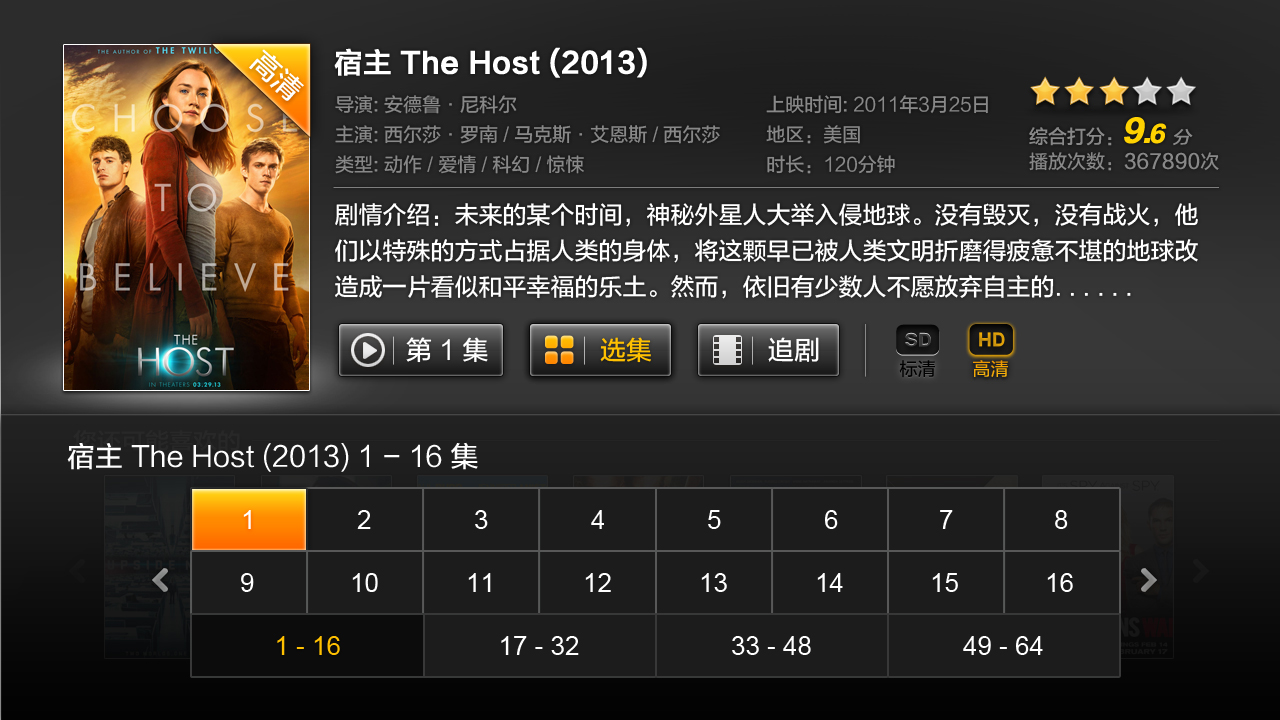 THE AUTHOR OF THE TWILI
高清
CHOOSE
TO
BELIEVE
THE
HOST
IN THEATERS 03.29.13
宿主 The Host (2013)
导演: 安德鲁 · 尼科尔
上映时间: 2011年3月25日
主演: 西尔莎 · 罗南 / 马克斯 · 艾恩斯 / 西尔莎
地区：美国
类型: 动作 / 爱情 / 科幻 / 惊悚
时长：120分钟
综合打分：9.6 分
播放次数：367890次
剧情介绍：未来的某个时间，神秘外星人大举入侵地球。没有毁灭，没有战火，他
们以特殊的方式占据人类的身体，将这颗早已被人类文明折磨得疲惫不堪的地球改
造成一片看似和平幸福的乐土。然而，依旧有少数人不愿放弃自主的. . . . . .
第 1 集
选集
追剧
SD
标清
HD
高清
您还可能喜欢的
宿主 The Host (2013) 1 – 16 集
1 2 3 4 5 6 7 8
9 10 11 12 13 14 15 16
1 - 16 17 - 32 33 - 48 49 - 64